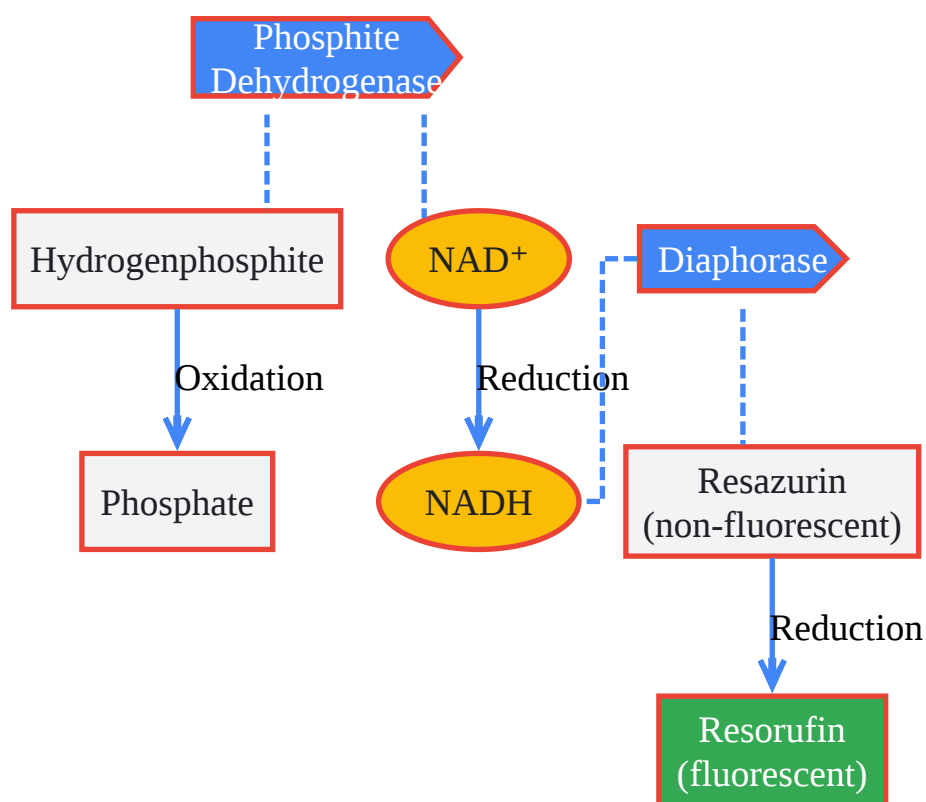 Phosphite
Dehydrogenase
Hydrogenphosphite
NAD⁺
Diaphorase
Oxidation
Reduction
Phosphate
NADH
Resazurin
(non-fluorescent)
Reduction
Resorufin
(fluorescent)